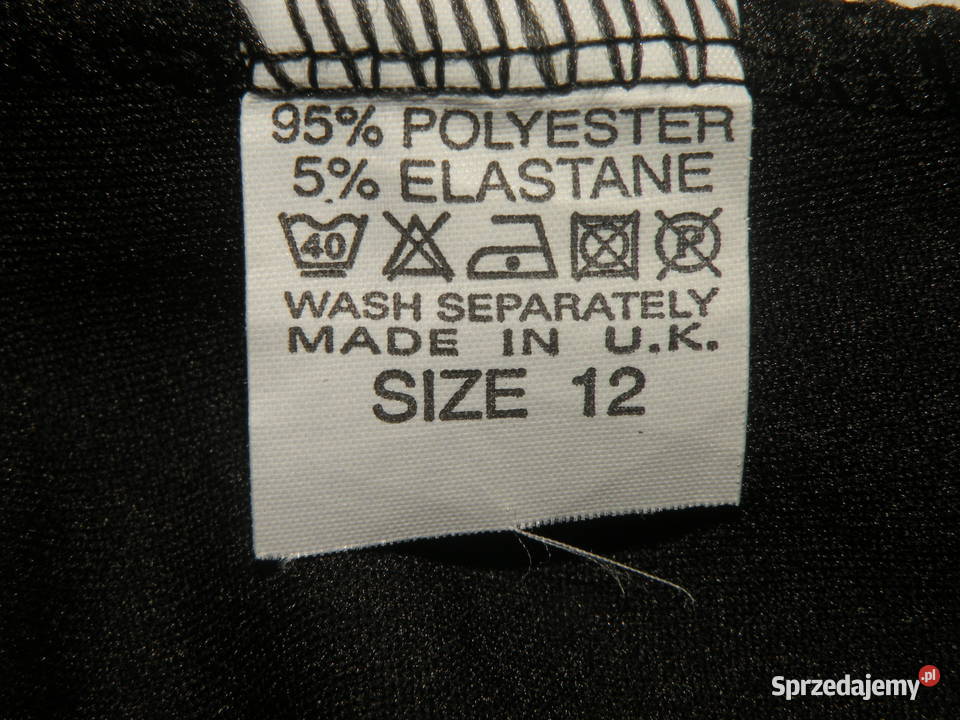 95% POLYESTER
5% ELASTANE
40 R
WASH SEPARATELY
MADE IN U.K.
SIZE 12
Sprzedajemy.pl